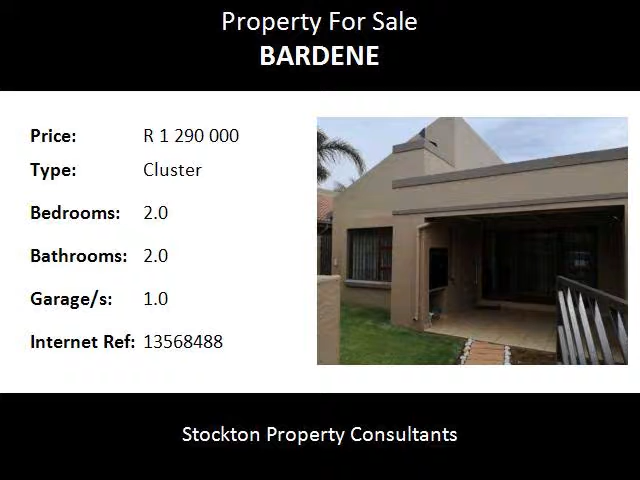 Property For Sale
BARDENE
Price: R 1 290 000
Type: Cluster
Bedrooms: 2.0
Bathrooms: 2.0
Garage/s: 1.0
Internet Ref: 13568488
Stockton Property Consultants